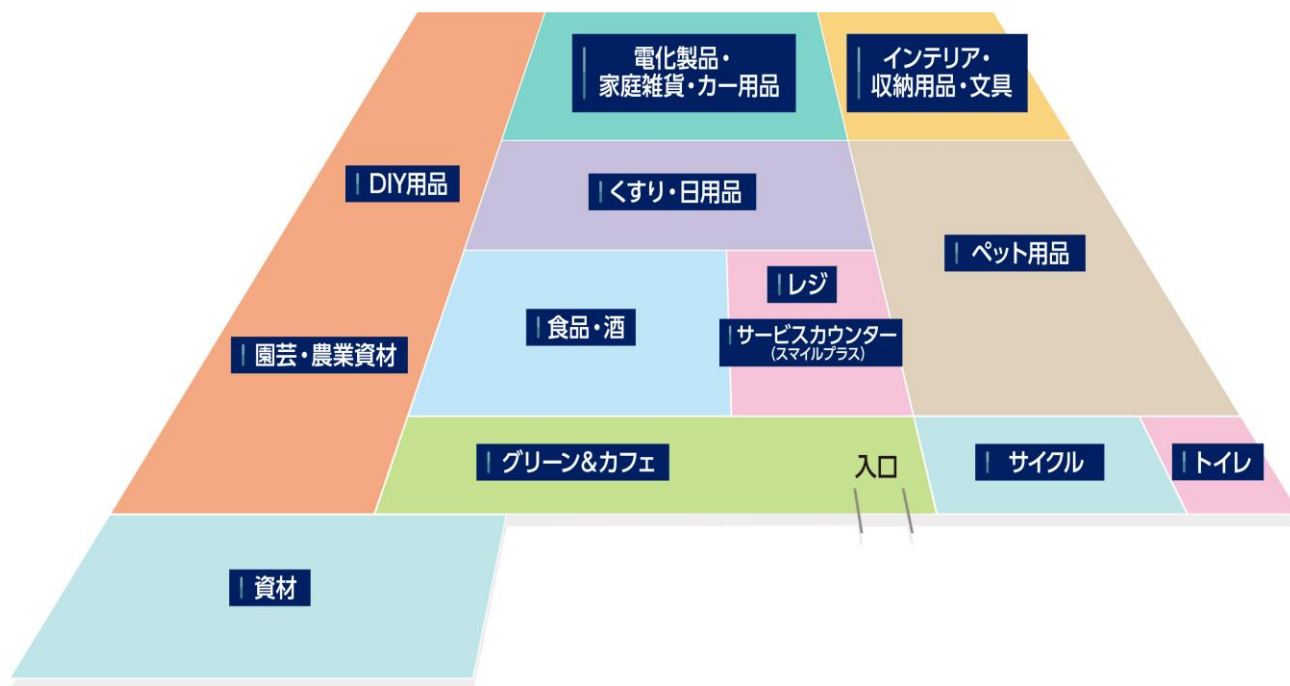 電化製品・
家庭雑貨・カー用品
インテリア・
収納用品・文具
DIY用品
くすり・日用品
ペット用品
レジ
食品・酒
サービスカウンター
(スマイルプラス)
園芸・農業資材
グリーン&カフェ
入口
サイクル
トイレ
資材